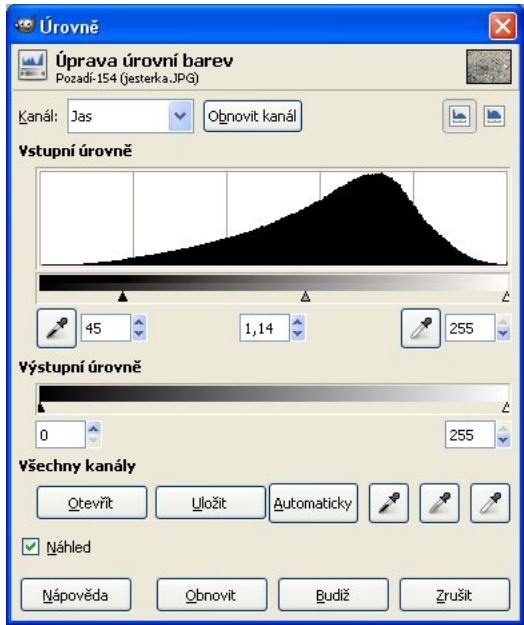 Úrovně
Úprava úrovní barev
Pozadí-154 (jesterka.JPG)
Kanál: Jas Obnovit kanál
Vstupní úrovně
45 1,14 255
Výstupní úrovně
0 255
Všechny kanály
Otevřít Uložit Automaticky
Náhled
Nápověda Obnovit Budiž Zrušit